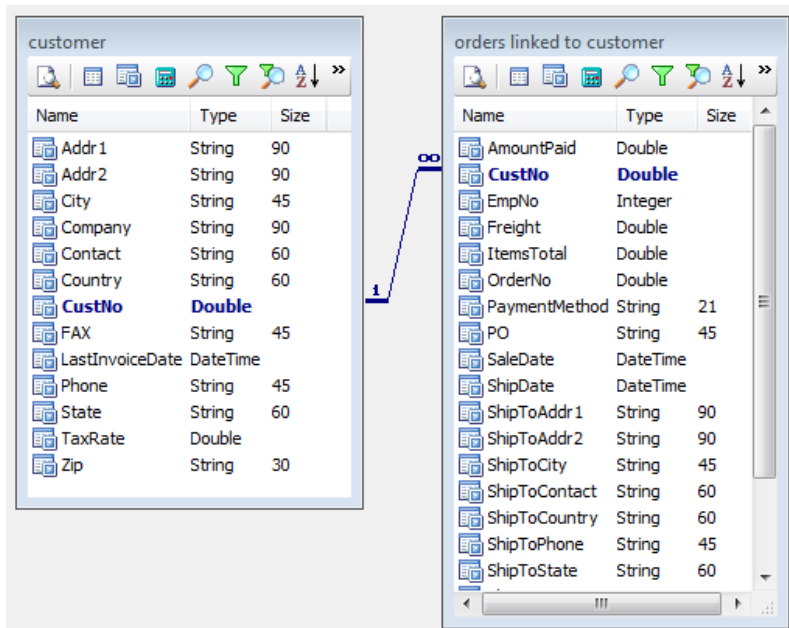 customer
A Z »
Name Type Size
Addr1 String 90
Addr2 String 90
City String 45
Company String 90
Contact String 60
Country String 60
CustNo Double
FAX String 45
LastInvoiceDate DateTime
Phone String 45
State String 60
TaxRate Double
Zip String 30
1
∞
orders linked to customer
A Z »
Name Type Size
AmountPaid Double
CustNo Double
EmpNo Integer
Freight Double
ItemsTotal Double
OrderNo Double
PaymentMethod String 21
PO String 45
SaleDate DateTime
ShipDate DateTime
ShipToAddr1 String 90
ShipToAddr2 String 90
ShipToCity String 45
ShipToContact String 60
ShipToCountry String 60
ShipToPhone String 45
ShipToState String 60